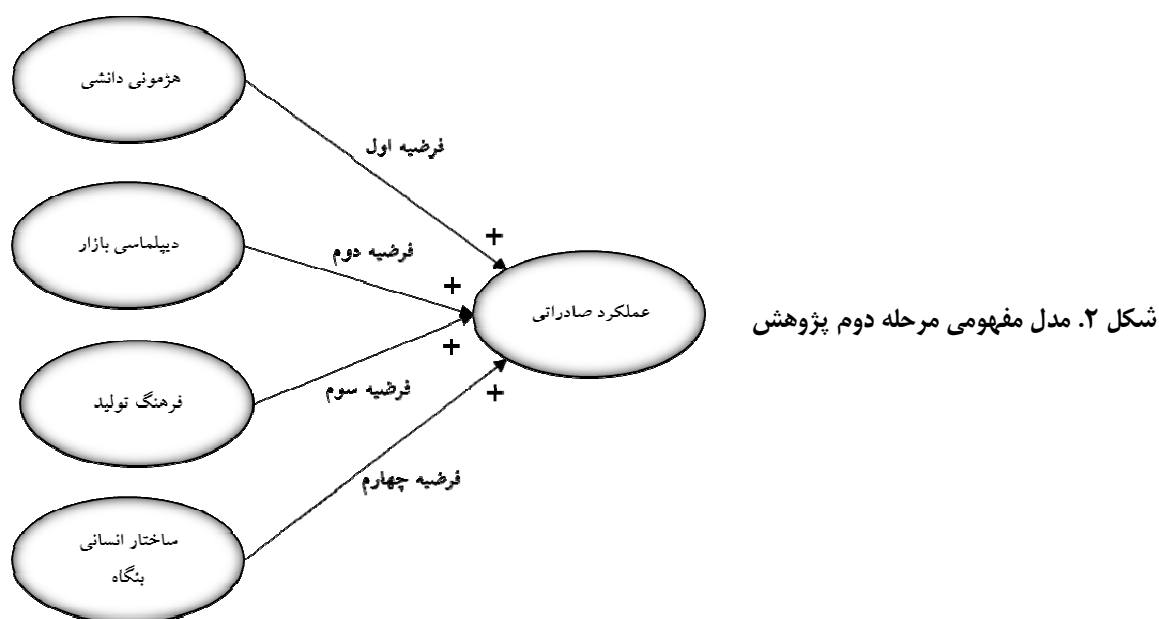 هژمونی دانشی
فرضیه اول
+
دیپلماسی بازار
فرضیه دوم
+
عملکرد صادراتی
فرهنگ تولید
فرضیه سوم
+
ساختار انسانی
بنگاه
فرضیه چهارم
+
شکل ۲. مدل مفهومی مرحله دوم پژوهش